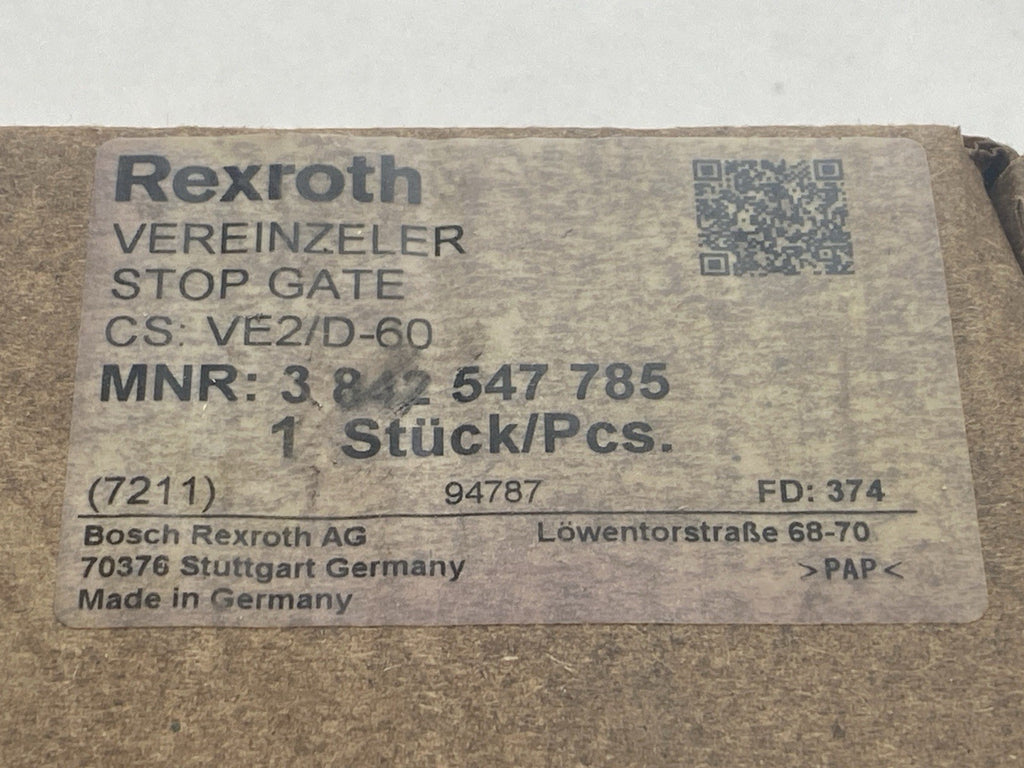 Rexroth
VEREINZELER
STOP GATE
CS: VE2/D-60
MNR: 3 842 547 785
1 Stück/Pcs.
(7211) 94787 FD: 374
Bosch Rexroth AG Löwentorstraße 68-70
70376 Stuttgart Germany >PAP<
Made in Germany